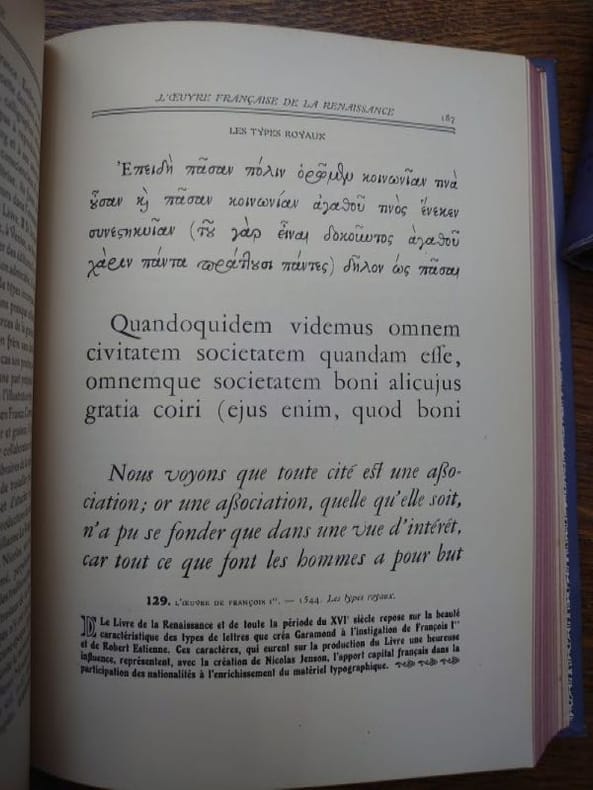 L'ŒUVRE FRANÇAISE DE LA RENAISSANCE 187
LES TYPES ROYAUX
Ἐπειδὴ πᾶσαν πόλιν ὁρῶμεν κοινωνίαν τινὰ
οὖσαν καὶ πᾶσαν κοινωνίαν ἀγαθοῦ τινὸς ἕνεκεν
συνεστηκυῖαν (τοῦ γὰρ εἶναι δοκοῦντος ἀγαθοῦ
χάριν πάντα πράττουσι πάντες) δῆλον ὡς πᾶσαι
Quandoquidem videmus omnem
civitatem societatem quandam esse,
omnemque societatem boni alicujus
gratia coiri (ejus enim, quod boni
Nous voyons que toute cité est une asso-
ciation; or une association, quelle qu'elle soit,
n'a pu se fonder que dans une vue d'intérêt,
car tout ce que font les hommes a pour but
129. L'ŒUVRE DE FRANÇOIS Iᵉʳ. — 1544. Les types royaux.
Le Livre de la Renaissance et de toute la période du XVIᵉ siècle repose sur la beauté
caractéristique des types de lettres que créa Garamond à l'instigation de François Iᵉʳ
et de Robert Estienne. Ces caractères, qui eurent sur la production du Livre une heureuse
influence, représentent, avec la création de Nicolas Jenson, l'apport capital français dans la
participation des nationalités à l'enrichissement du matériel typographique.